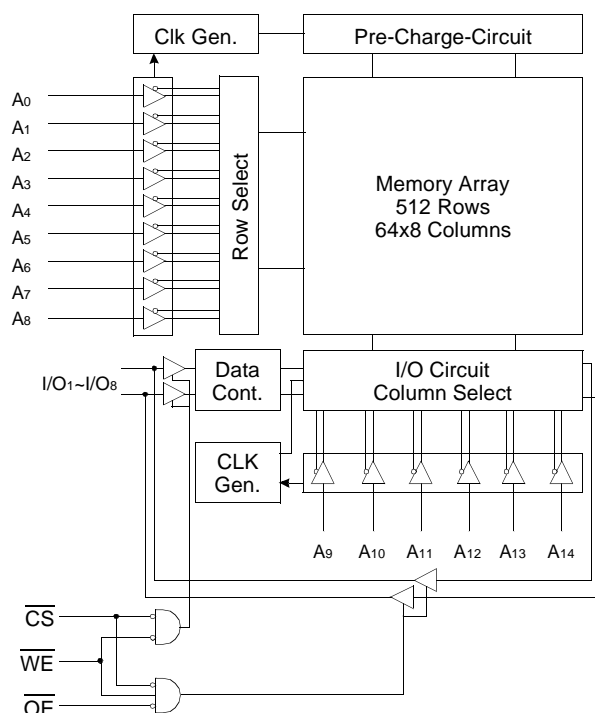 Clk Gen.
Pre-Charge-Circuit
A0
A1
A2
A3
A4
A5
A6
A7
A8
Row Select
Memory Array
512 Rows
64x8 Columns
I/O1~I/O8
Data
Cont.
I/O Circuit
Column Select
CLK
Gen.
A9
A10
A11
A12
A13
A14
CS
WE
OE